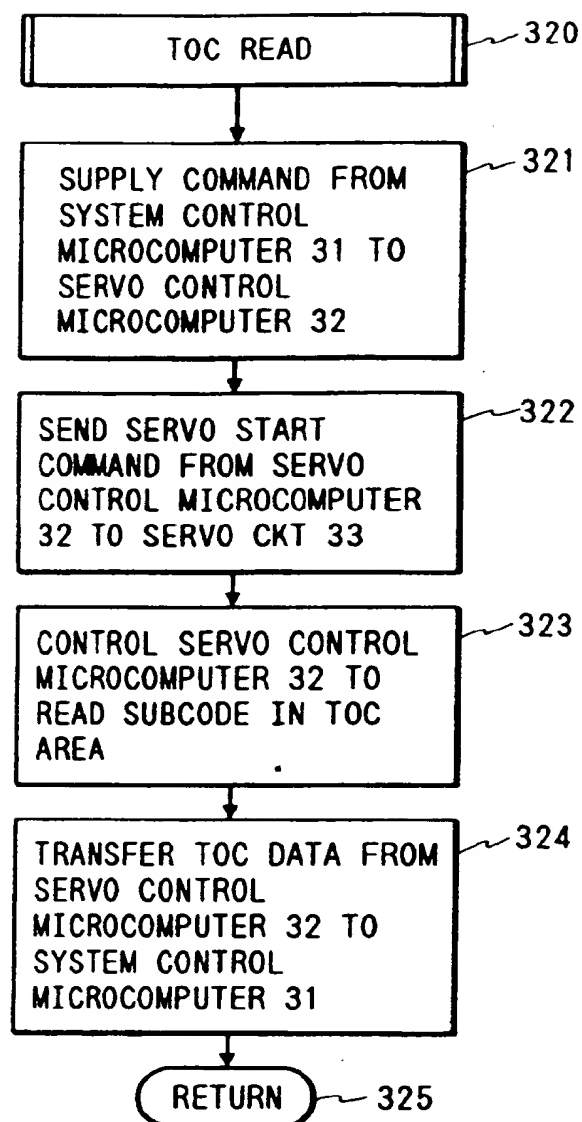 TOC READ
320
321
SUPPLY COMMAND FROM
SYSTEM CONTROL
MICROCOMPUTER 31 TO
SERVO CONTROL
MICROCOMPUTER 32
322
SEND SERVO START
COMMAND FROM SERVO
CONTROL MICROCOMPUTER
32 TO SERVO CKT 33
323
CONTROL SERVO CONTROL
MICROCOMPUTER 32 TO
READ SUBCODE IN TOC
AREA
324
TRANSFER TOC DATA FROM
SERVO CONTROL
MICROCOMPUTER 32 TO
SYSTEM CONTROL
MICROCOMPUTER 31
RETURN
325